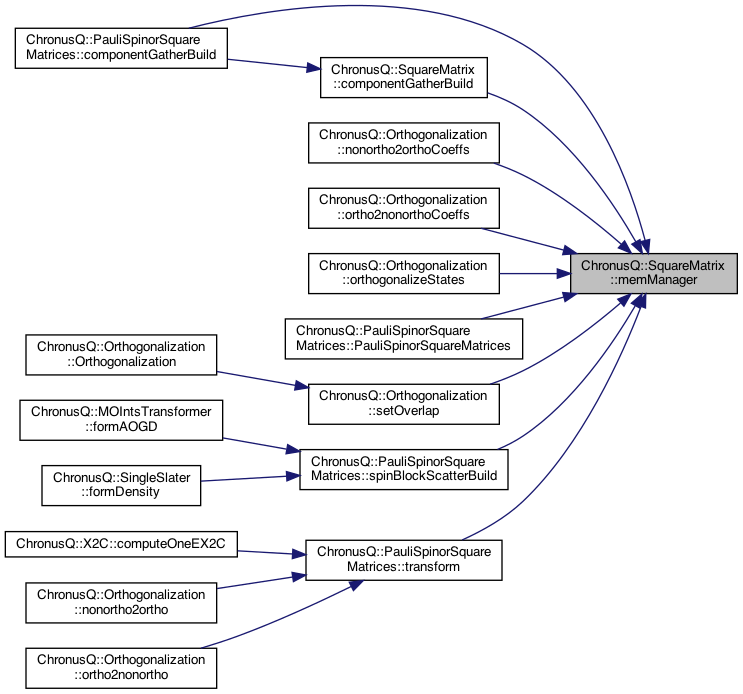 ChronusQ::PauliSpinorSquare
Matrices::componentGatherBuild
ChronusQ::SquareMatrix
::componentGatherBuild
ChronusQ::Orthogonalization
::nonortho2orthoCoeffs
ChronusQ::Orthogonalization
::ortho2nonorthoCoeffs
ChronusQ::Orthogonalization
::orthogonalizeStates
ChronusQ::SquareMatrix
::memManager
ChronusQ::PauliSpinorSquare
Matrices::PauliSpinorSquareMatrices
ChronusQ::Orthogonalization
::Orthogonalization
ChronusQ::Orthogonalization
::setOverlap
ChronusQ::MOIntsTransformer
::formAOGD
ChronusQ::PauliSpinorSquare
Matrices::spinBlockScatterBuild
ChronusQ::SingleSlater
::formDensity
ChronusQ::X2C::computeOneEX2C
ChronusQ::PauliSpinorSquare
Matrices::transform
ChronusQ::Orthogonalization
::nonortho2ortho
ChronusQ::Orthogonalization
::ortho2nonortho